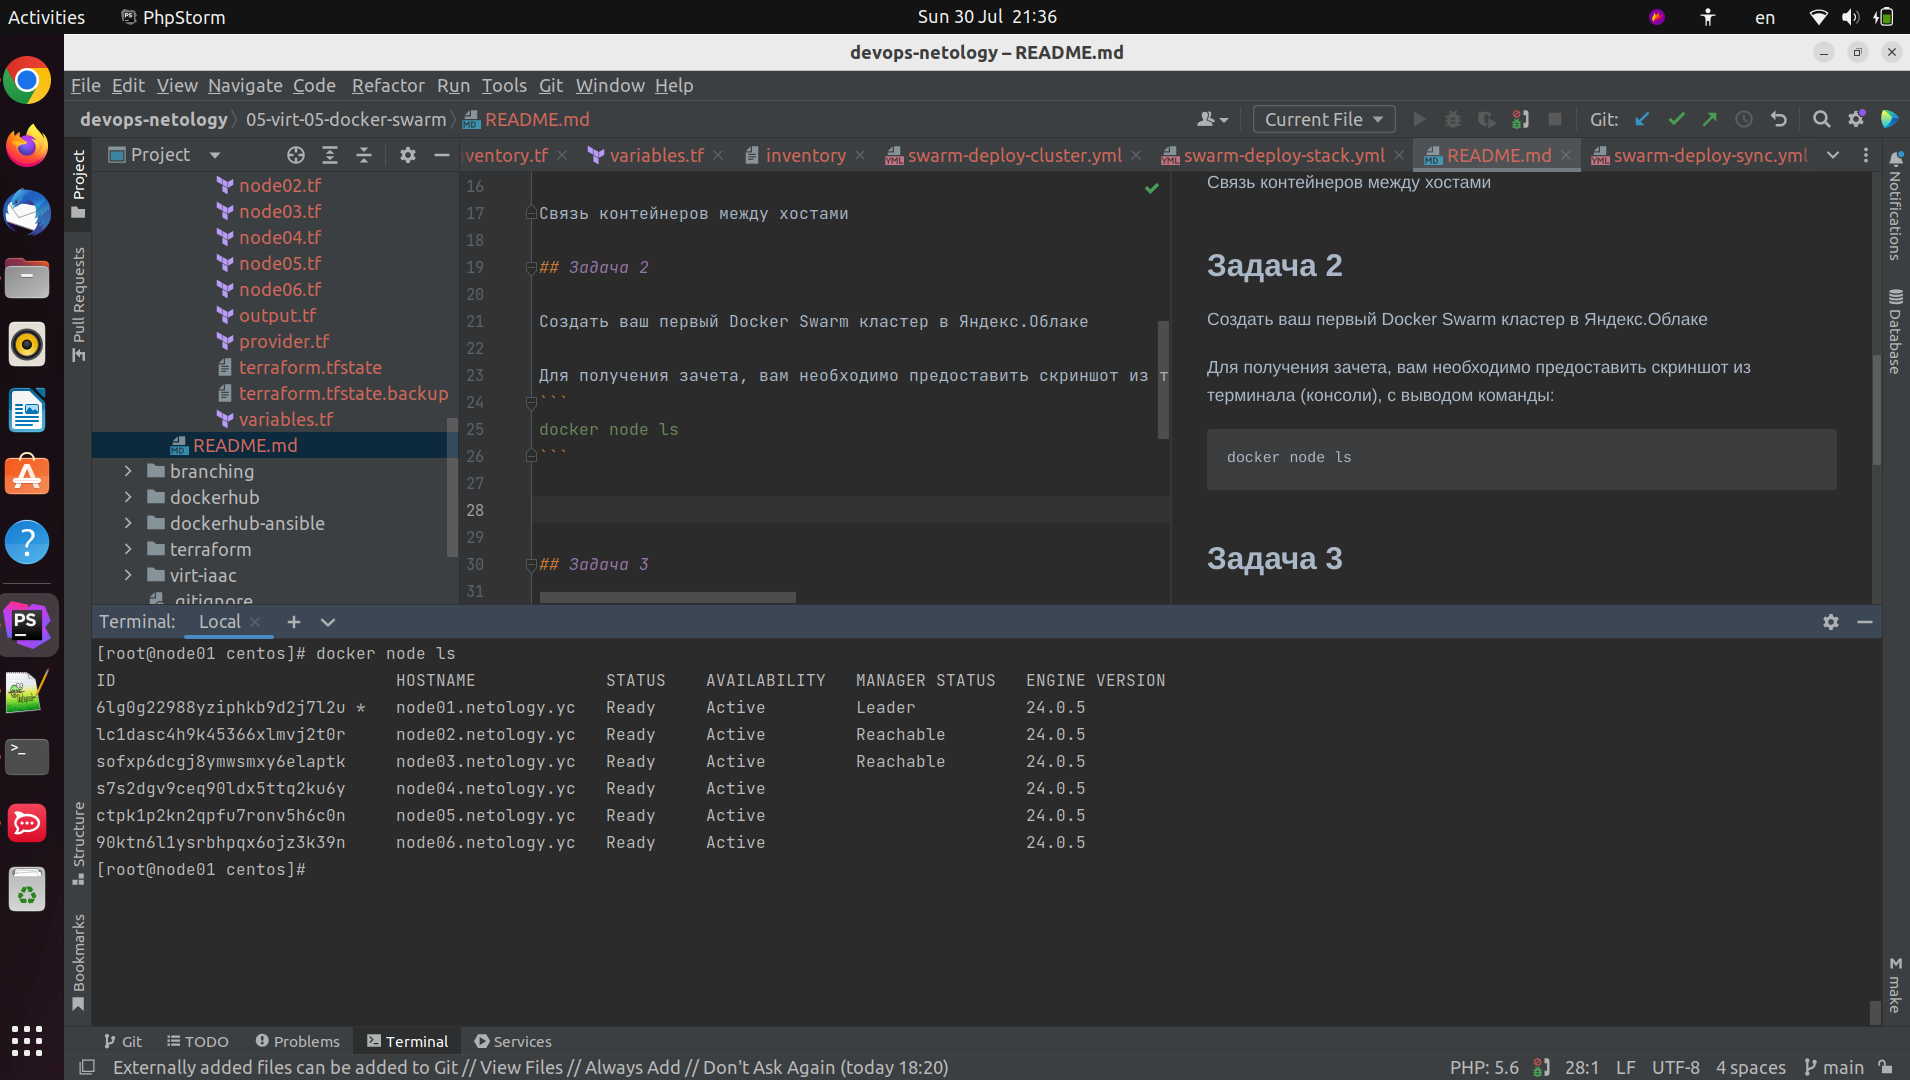 Activities
PhpStorm
Sun 30 Jul 21:36
en
devops-netology – README.md
File Edit View Navigate Code Refactor Run Tools Git Window Help
devops-netology 05-virt-05-docker-swarm README.md
Current File
Git:
Project
ventory.tf
variables.tf
inventory
swarm-deploy-cluster.yml
swarm-deploy-stack.yml
README.md
swarm-deploy-sync.yml
Project
Pull Requests
Structure
Bookmarks
node02.tf
node03.tf
node04.tf
node05.tf
node06.tf
output.tf
provider.tf
terraform.tfstate
terraform.tfstate.backup
variables.tf
README.md
branching
dockerhub
dockerhub-ansible
terraform
virt-iaac
.gitignore
16
17 Связь контейнеров между хостами
18
19 ## Задача 2
20
21 Создать ваш первый Docker Swarm кластер в Яндекс.Облаке
22
23 Для получения зачета, вам необходимо предоставить скриншот из т
24 ```
25 docker node ls
26 ```
27
28
29
30 ## Задача 3
31
Связь контейнеров между хостами
Задача 2
Создать ваш первый Docker Swarm кластер в Яндекс.Облаке
Для получения зачета, вам необходимо предоставить скриншот из
терминала (консоли), с выводом команды:
docker node ls
Задача 3
Notifications
Database
make
Terminal: Local
[root@node01 centos]# docker node ls
ID HOSTNAME STATUS AVAILABILITY MANAGER STATUS ENGINE VERSION
6lg0g22988yziphkb9d2j7l2u * node01.netology.yc Ready Active Leader 24.0.5
lc1dasc4h9k45366xlmvj2t0r node02.netology.yc Ready Active Reachable 24.0.5
sofxp6dcgj8ymwsmxy6elaptk node03.netology.yc Ready Active Reachable 24.0.5
s7s2dgv9ceq90ldx5ttq2ku6y node04.netology.yc Ready Active 24.0.5
ctpk1p2kn2qpfu7ronv5h6c0n node05.netology.yc Ready Active 24.0.5
90ktn6l1ysrbhpqx6ojz3k39n node06.netology.yc Ready Active 24.0.5
[root@node01 centos]#
Git TODO Problems Terminal Services
Externally added files can be added to Git // View Files // Always Add // Don't Ask Again (today 18:20)
PHP: 5.6 28:1 LF UTF-8 4 spaces main